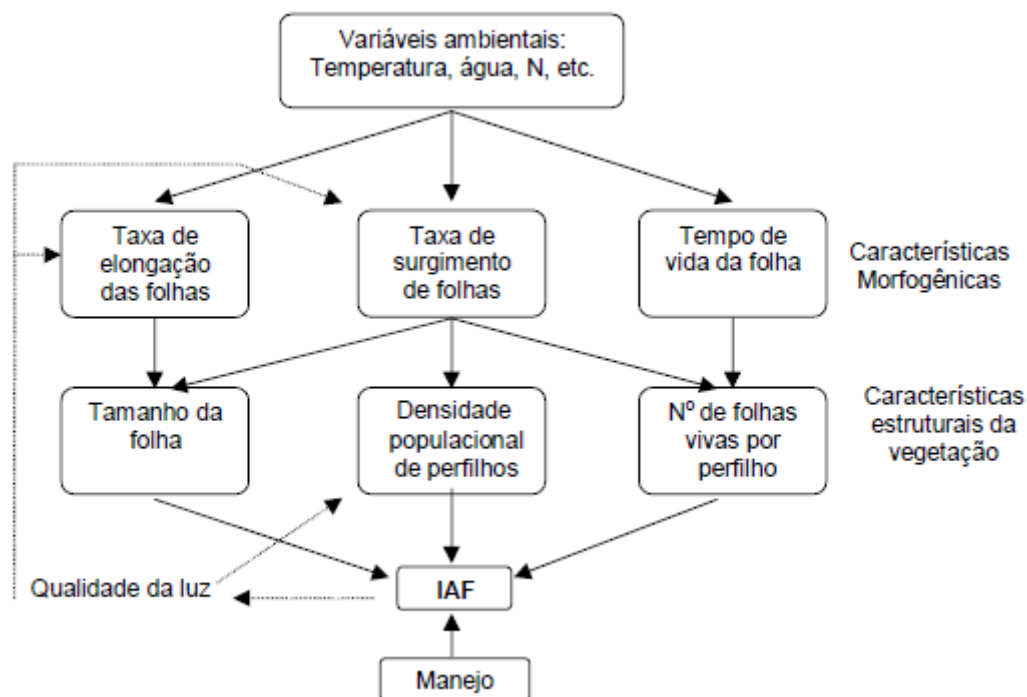 Variáveis ambientais:
Temperatura, água, N, etc.
Taxa de
elongação
das folhas
Taxa de
surgimento
de folhas
Tempo de
vida da folha
Características
Morfogênicas
Tamanho da
folha
Densidade
populacional
de perfilhos
Nº de folhas
vivas por
perfilho
Características
estruturais da
vegetação
Qualidade da luz
IAF
Manejo